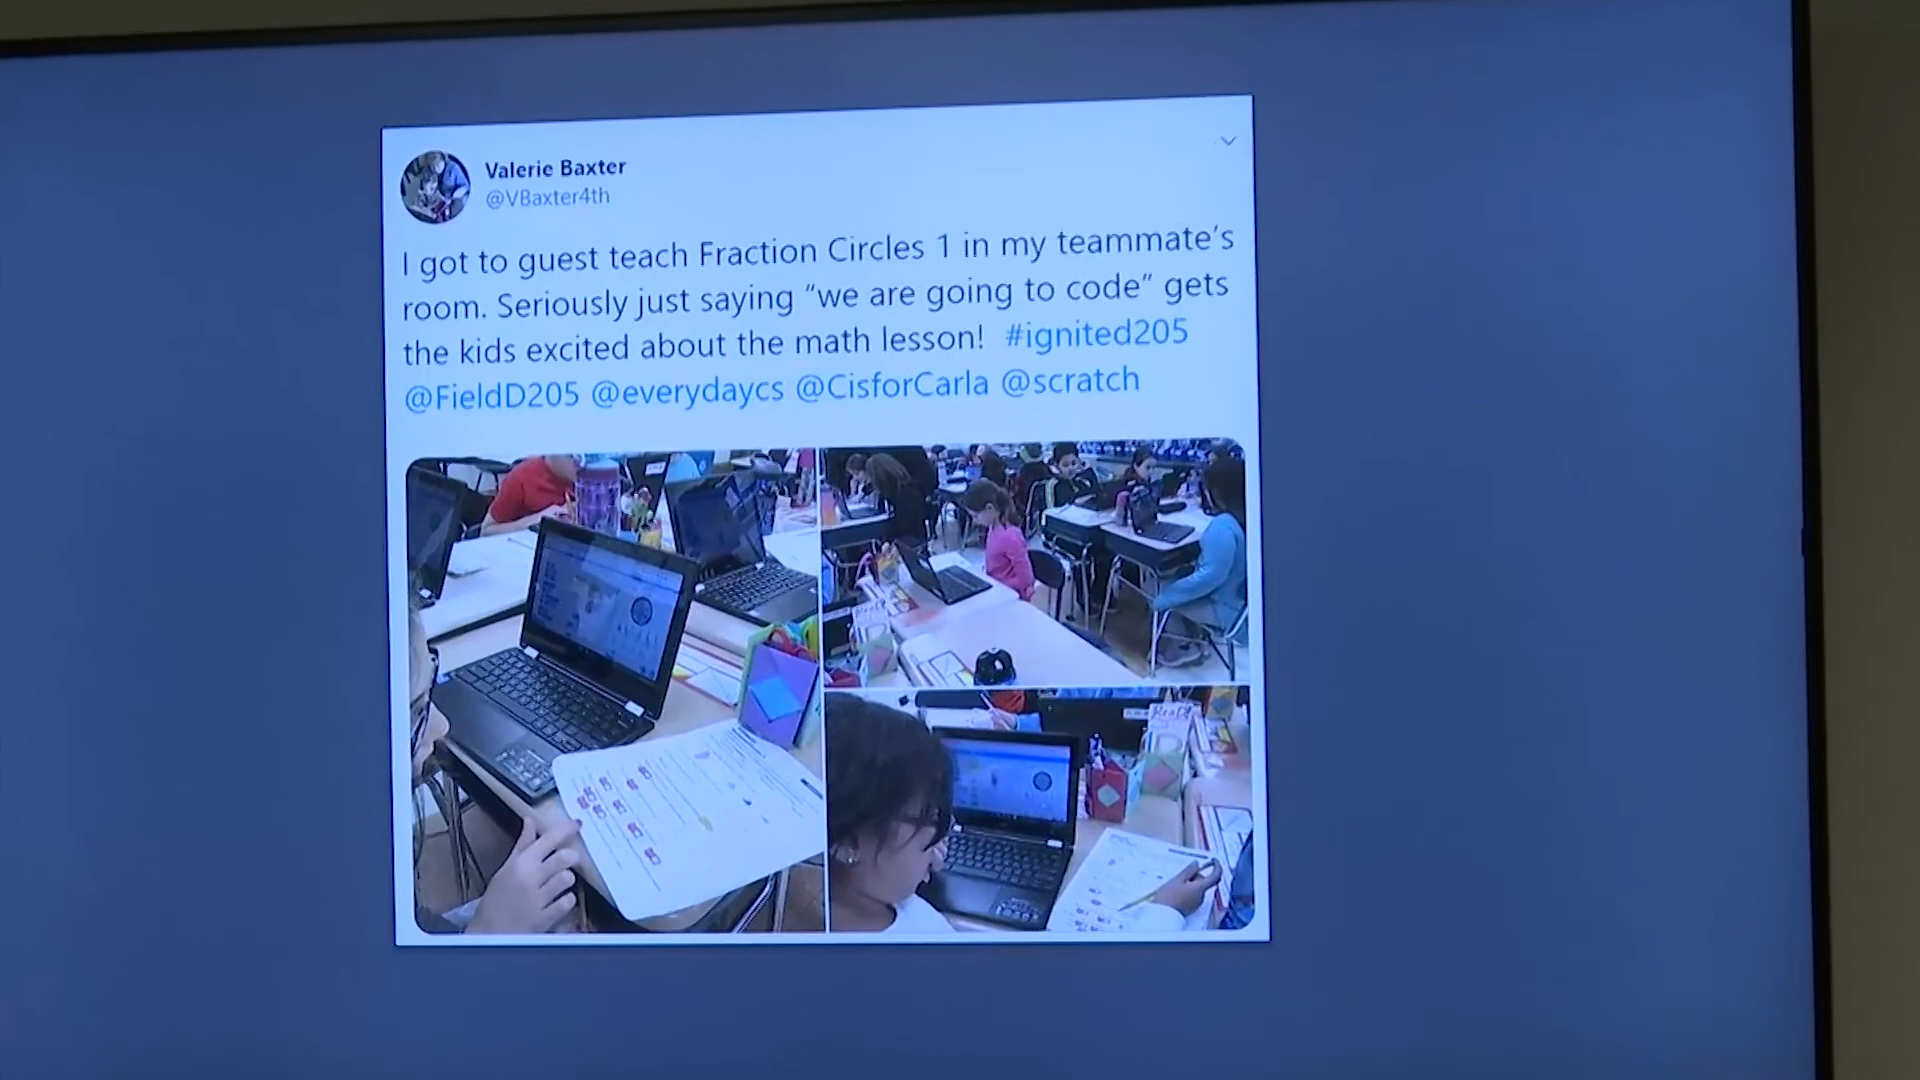 Valerie Baxter
@VBaxter4th
I got to guest teach Fraction Circles 1 in my teammate's
room. Seriously just saying “we are going to code” gets
the kids excited about the math lesson! #ignited205
@FieldD205 @everydaycs @CisforCarla @scratch